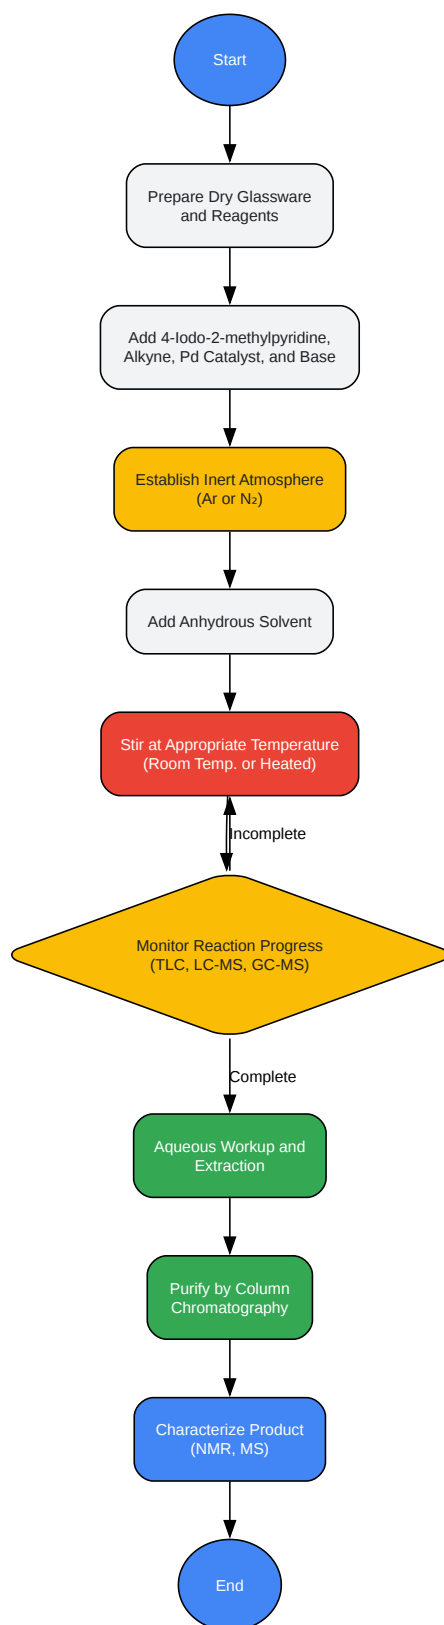 Start
Prepare Dry Glassware
and Reagents
Add 4-Iodo-2-methylpyridine,
Alkyne, Pd Catalyst, and Base
Establish Inert Atmosphere
(Ar or N₂)
Add Anhydrous Solvent
Stir at Appropriate Temperature
(Room Temp. or Heated)
Incomplete
Monitor Reaction Progress
(TLC, LC-MS, GC-MS)
Complete
Aqueous Workup and
Extraction
Purify by Column
Chromatography
Characterize Product
(NMR, MS)
End